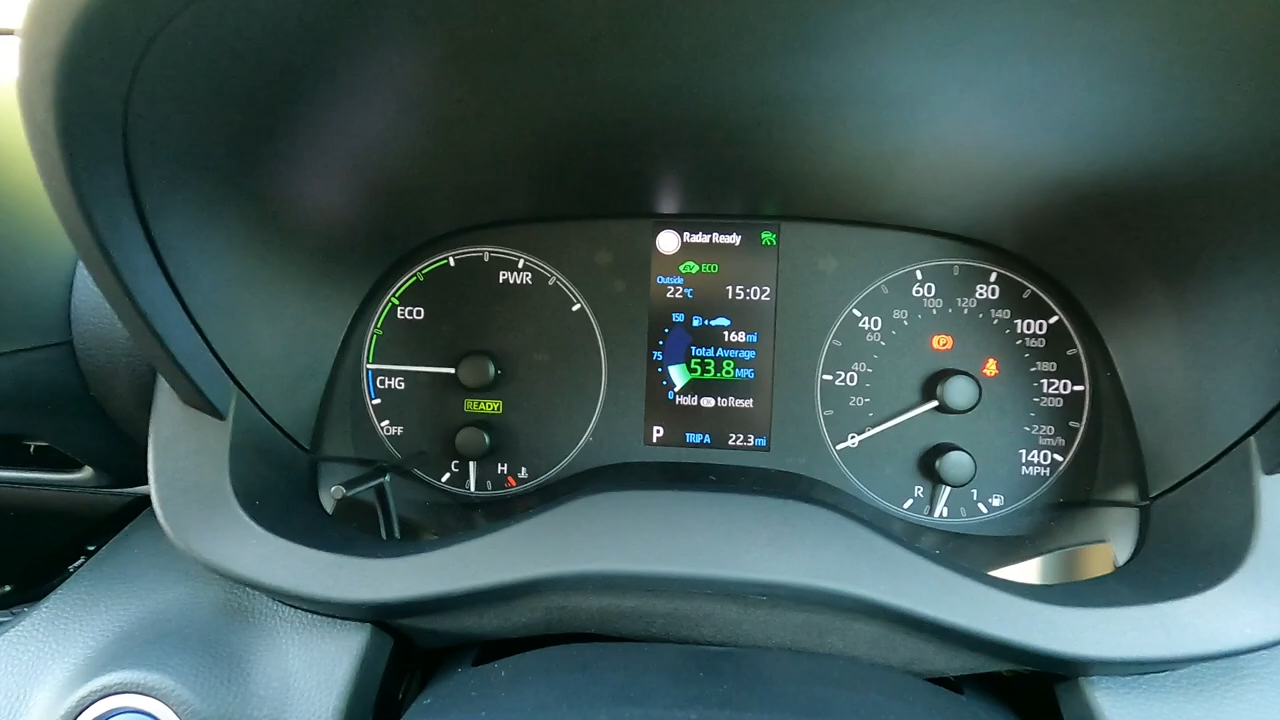 PWR
ECO
CHG
OFF
READY
C H
Radar Ready
EV ECO
Outside
22°C 15:02
150
75
0
168mi
Total Average
53.8MPG
Hold OK to Reset
P TRIP A 22.3mi
0
20
40
60
80
100
120
140
MPH
20
40
60
80
100
120
140
160
180
200
220
km/h
P
R 1